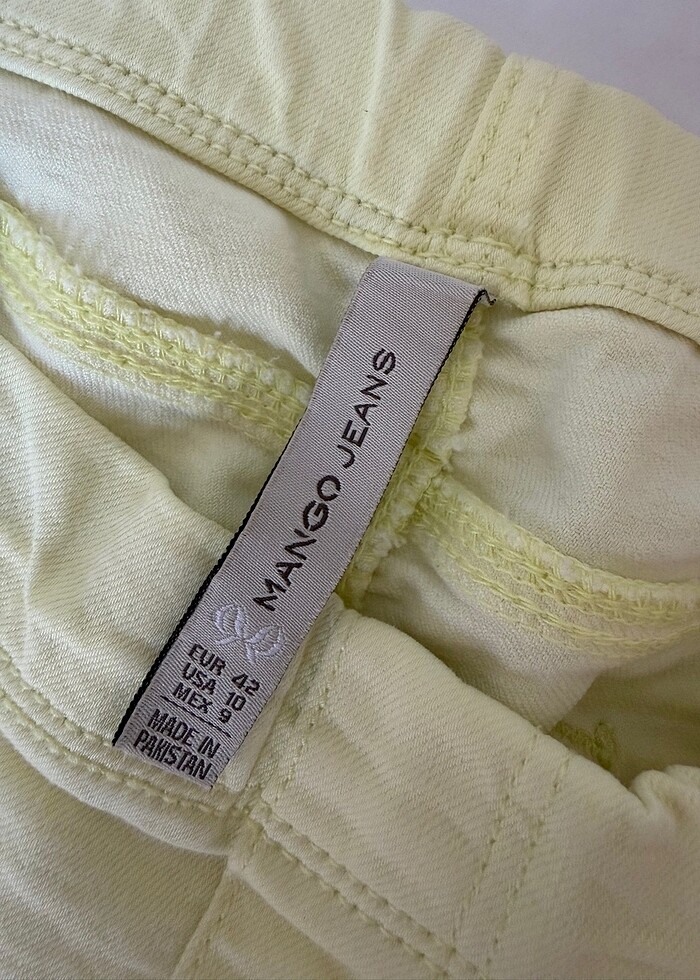 MANGO JEANS
EUR 42
USA 10
MEX 9
MADE IN
PAKISTAN